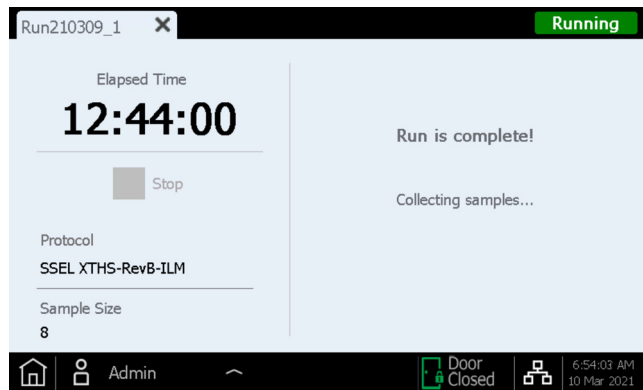 Run210309_1
Running
Elapsed Time
12:44:00
Stop
Protocol
SSEL XTHS-RevB-ILM
Sample Size
8
Run is complete!
Collecting samples...
Admin
Door
Closed
6:54:03 AM
10 Mar 2021